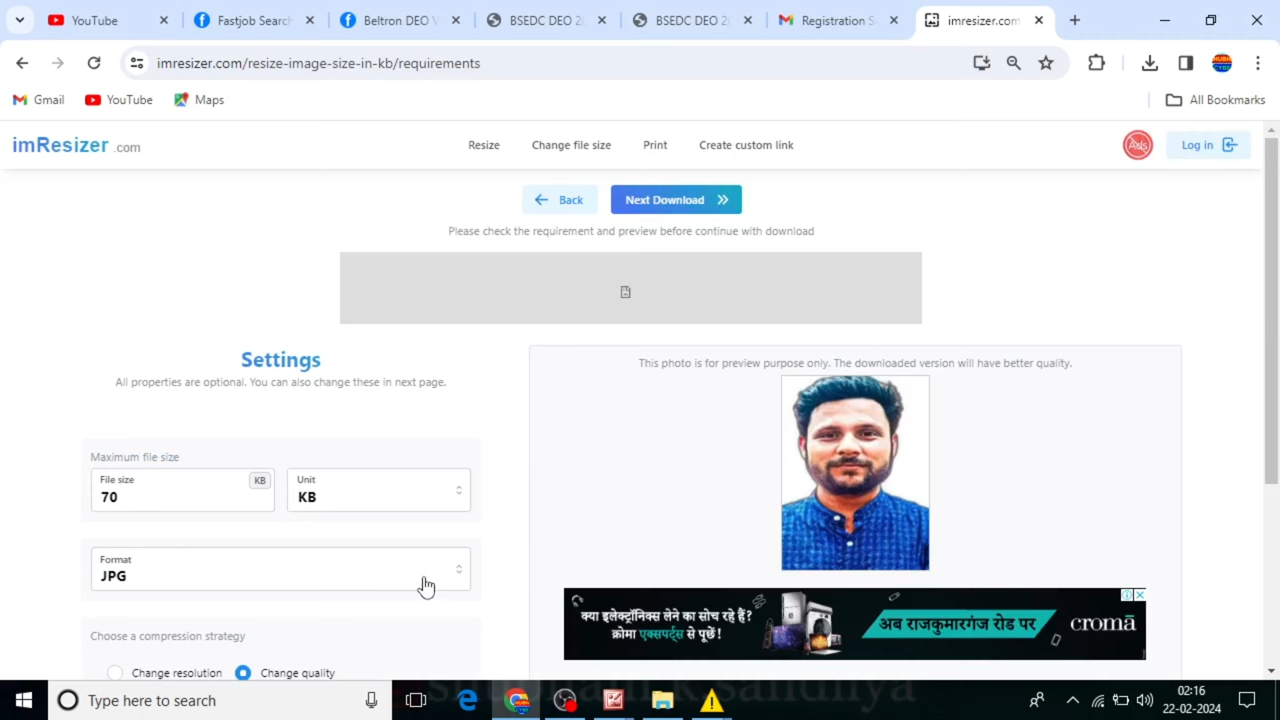 YouTube
Fastjob Search
Beltron DEO V
BSEDC DEO 20
BSEDC DEO 20
Registration S
imresizer.com
imresizer.com/resize-image-size-in-kb/requirements
Gmail
YouTube
Maps
All Bookmarks
imResizer .com
Resize
Change file size
Print
Create custom link
Ads
Log in
Back
Next Download
Please check the requirement and preview before continue with download
Settings
All properties are optional. You can also change these in next page.
This photo is for preview purpose only. The downloaded version will have better quality.
Maximum file size
File size
KB
70
Unit
KB
Format
JPG
क्या इलेक्ट्रॉनिक्स लेने का सोच रहे हैं?
क्रोमा एक्सपर्ट्स से पूछें!
अब राजकुमारगंज रोड पर
croma
Choose a compression strategy
Change resolution
Change quality
shubham k sandhya
Type here to search
02:16
22-02-2024